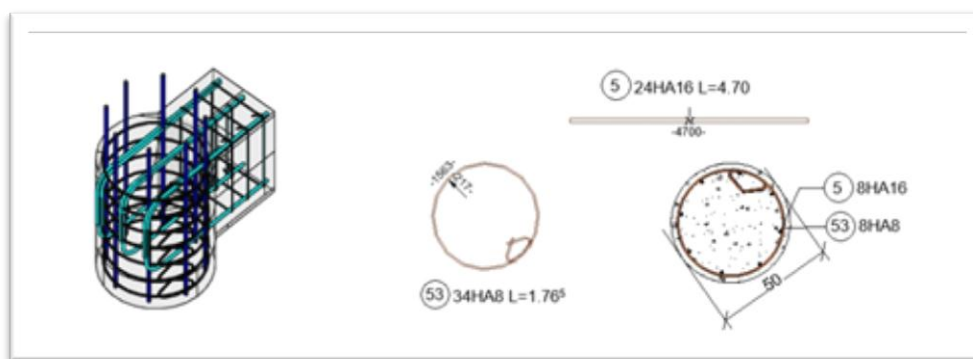 5 24HA16 L=4.70
-4700-
-1563-
-217-
5 8HA16
53 8HA8
50
53 34HA8 L=1.76⁵